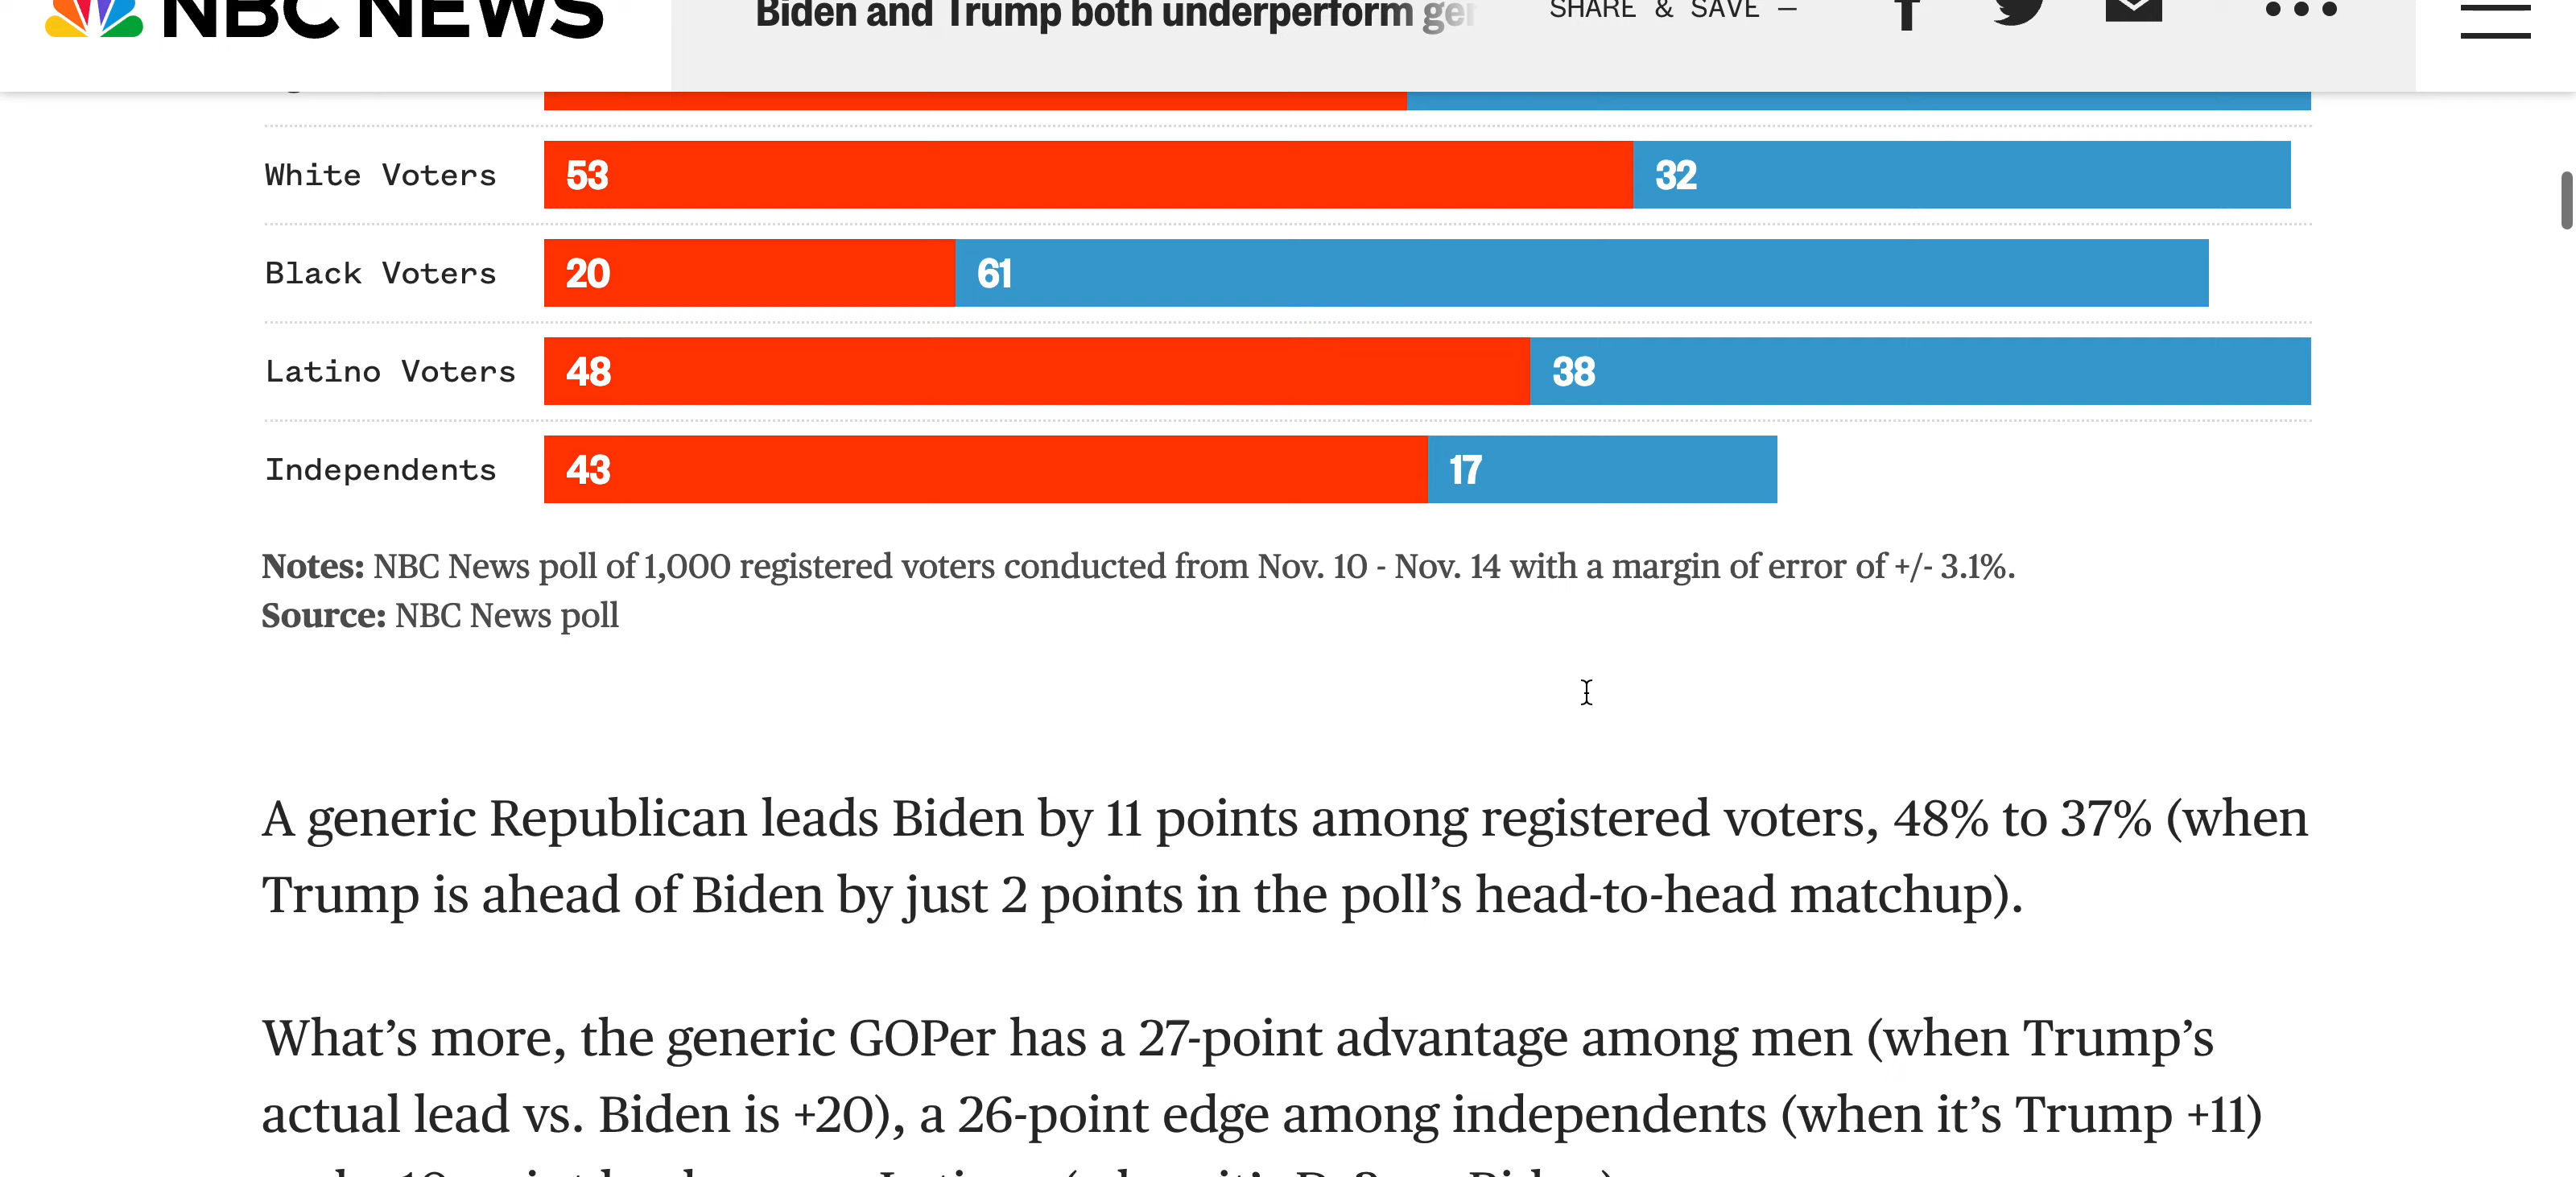 NBC NEWS
Biden and Trump both underperform ge
SHARE & SAVE —
White Voters 53 32
Black Voters 20 61
Latino Voters 48 38
Independents 43 17
Notes: NBC News poll of 1,000 registered voters conducted from Nov. 10 - Nov. 14 with a margin of error of +/- 3.1%.
Source: NBC News poll
A generic Republican leads Biden by 11 points among registered voters, 48% to 37% (when
Trump is ahead of Biden by just 2 points in the poll’s head-to-head matchup).
What’s more, the generic GOPer has a 27-point advantage among men (when Trump’s
actual lead vs. Biden is +20), a 26-point edge among independents (when it’s Trump +11)